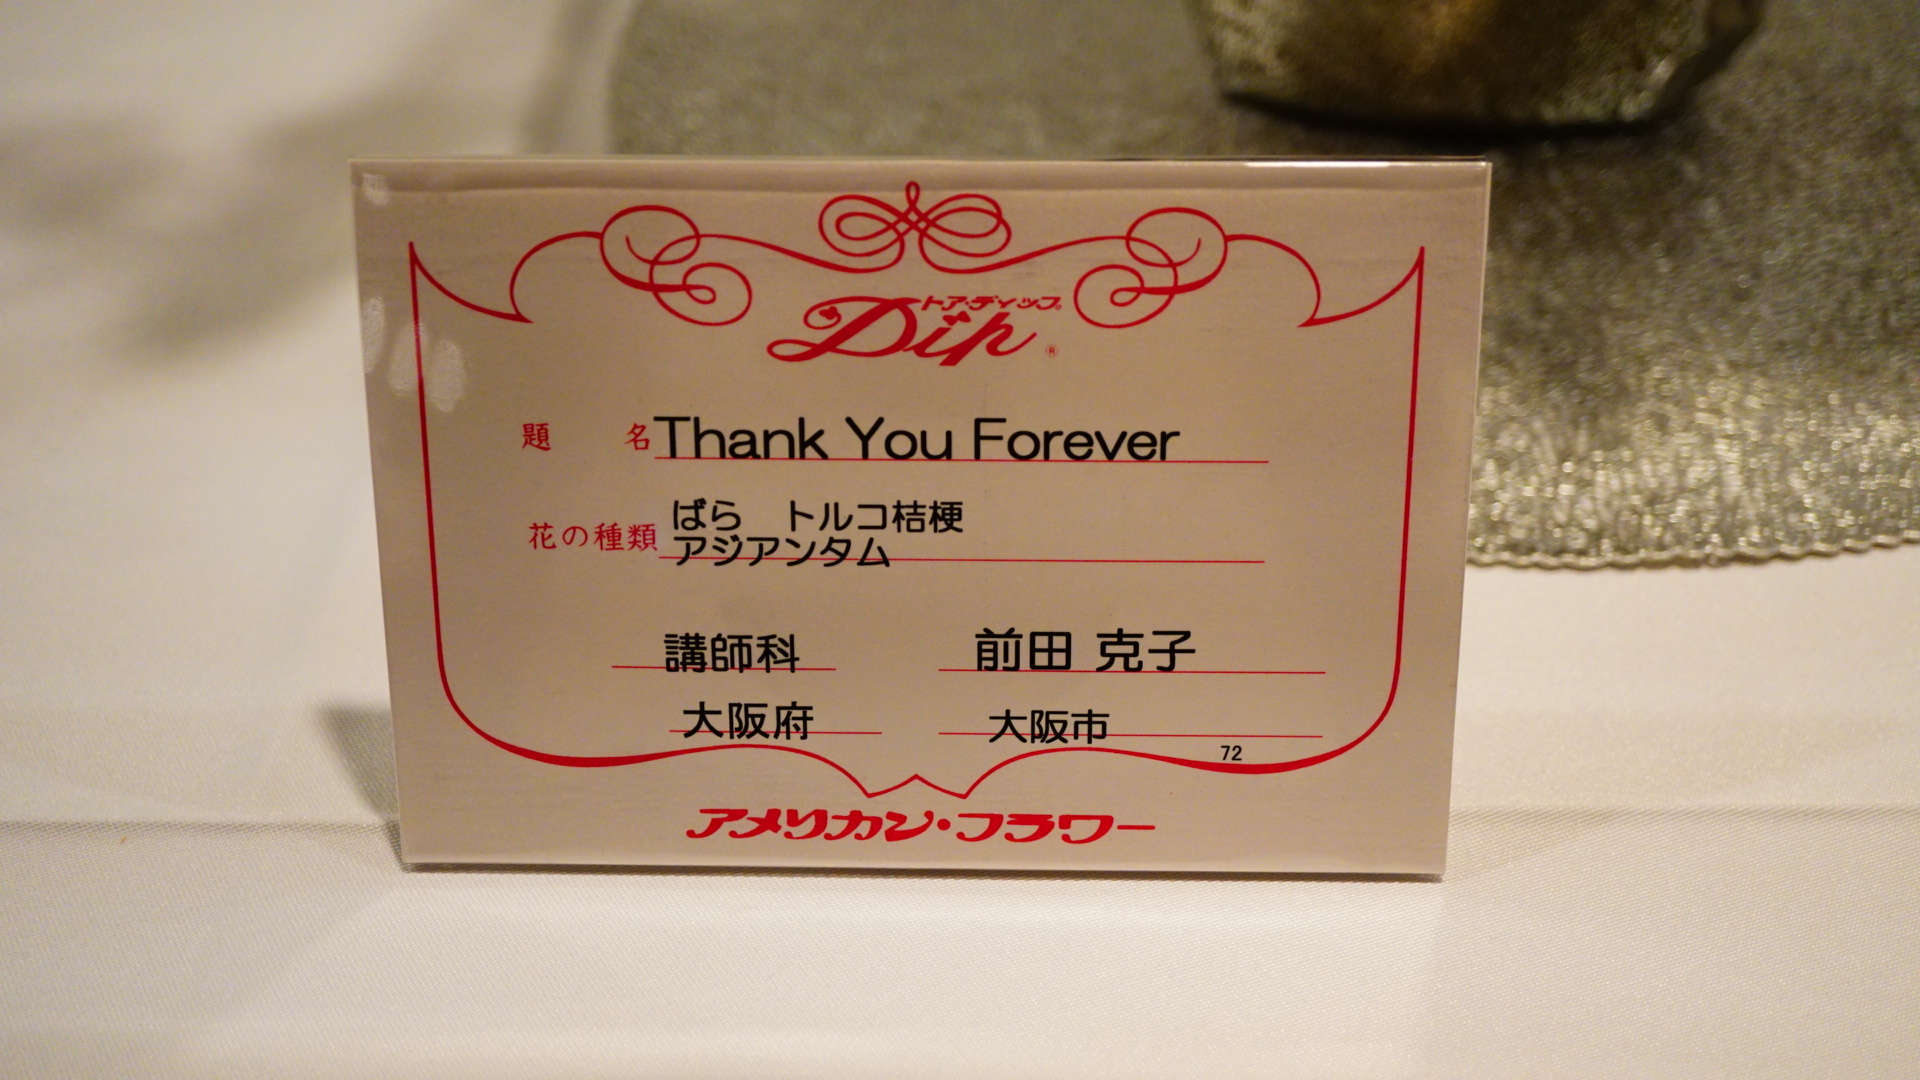 トア・ディップ
Dip ®
題　名 Thank You Forever
花の種類 ばら　トルコ桔梗
アジアンタム
講師科　前田 克子
大阪府　大阪市
72
アメリカン・フラワー